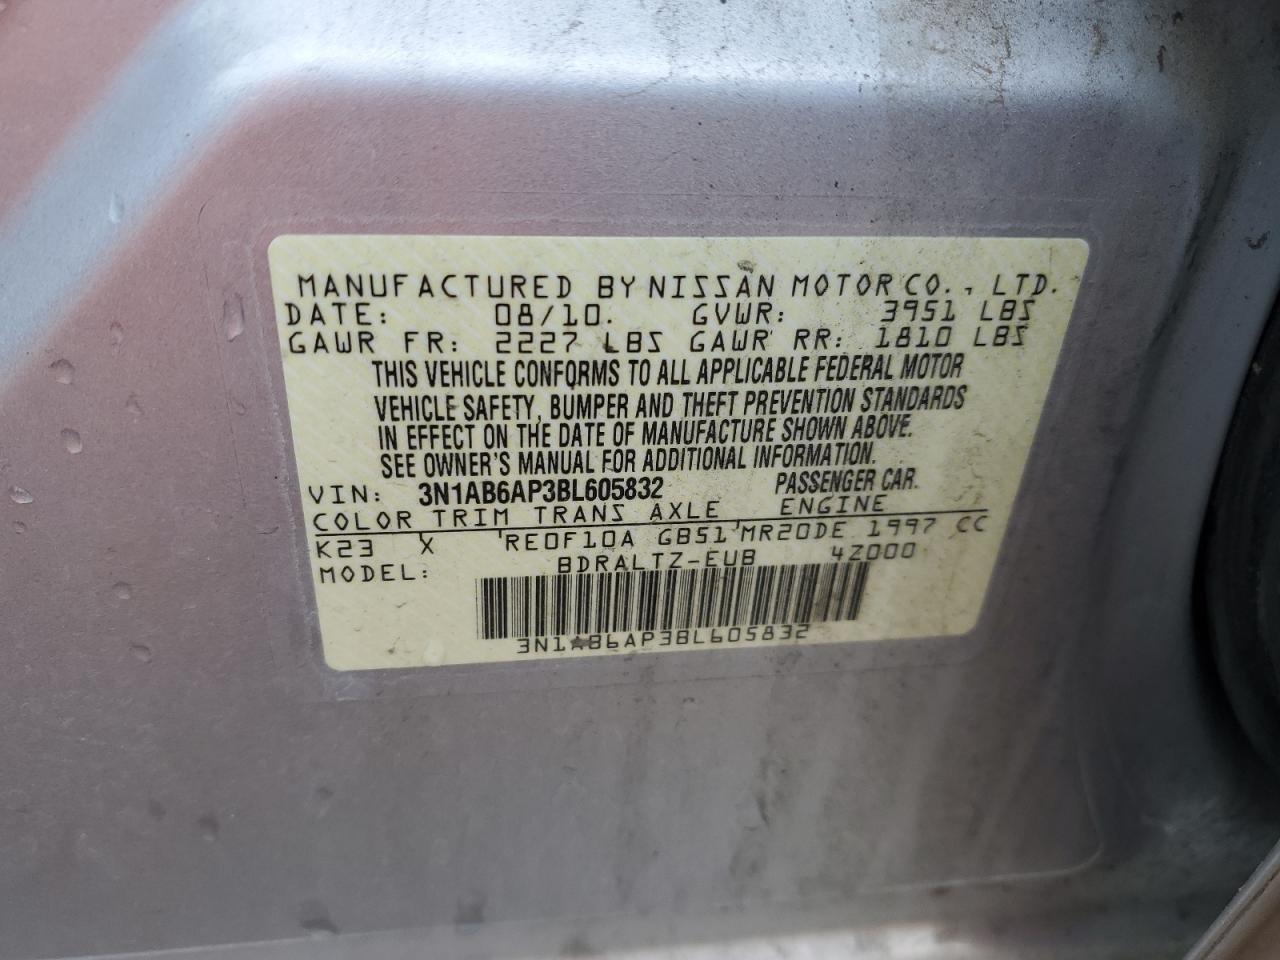 MANUFACTURED BY NISSAN MOTOR CO., LTD.
DATE: 08/10. GVWR: 3951 LBS
GAWR FR: 2227 LBS GAWR RR: 1810 LBS
THIS VEHICLE CONFORMS TO ALL APPLICABLE FEDERAL MOTOR
VEHICLE SAFETY, BUMPER AND THEFT PREVENTION STANDARDS
IN EFFECT ON THE DATE OF MANUFACTURE SHOWN ABOVE.
SEE OWNER'S MANUAL FOR ADDITIONAL INFORMATION.
VIN: 3N1AB6AP3BL605832 PASSENGER CAR.
COLOR TRIM TRANS AXLE ENGINE
K23 X RE0F10A GB51 MR20DE 1997 CC
MODEL: BDRALTZ-EUB 4Z000
3N1AB6AP3BL605832